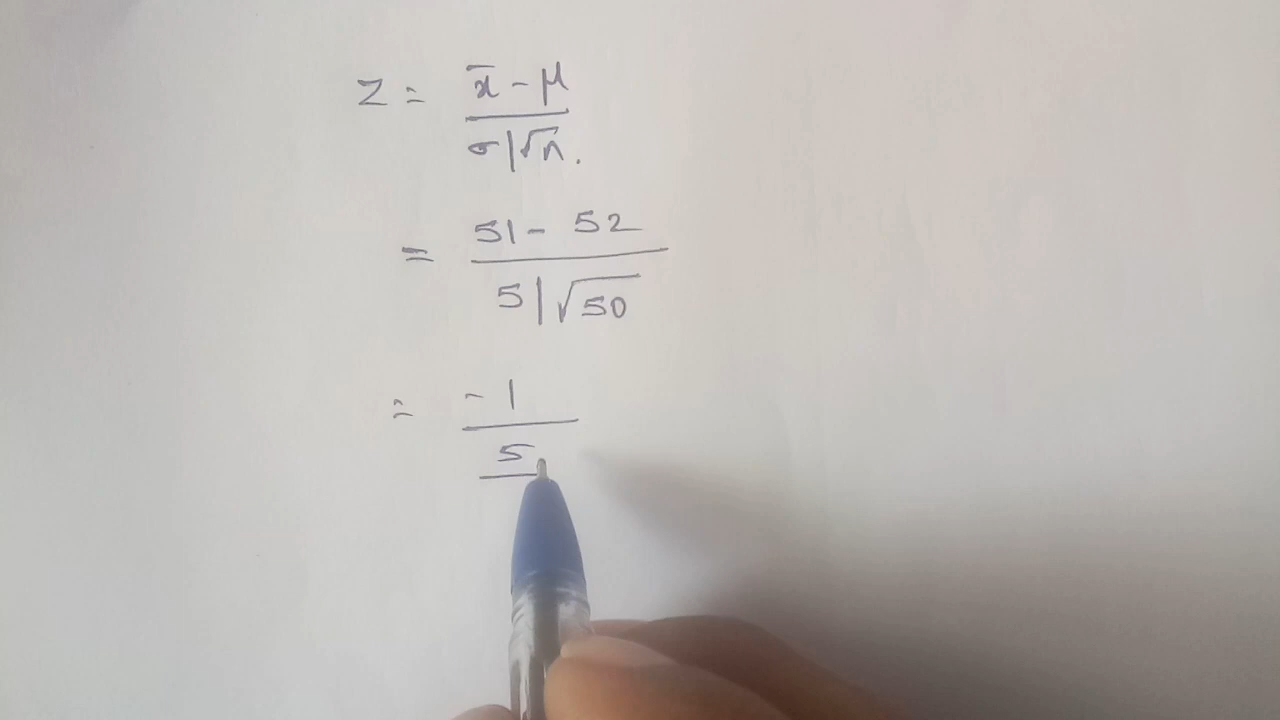 Z = x̄ - μ
σ/√n.
= 51 - 52
5/√50
= -1
5